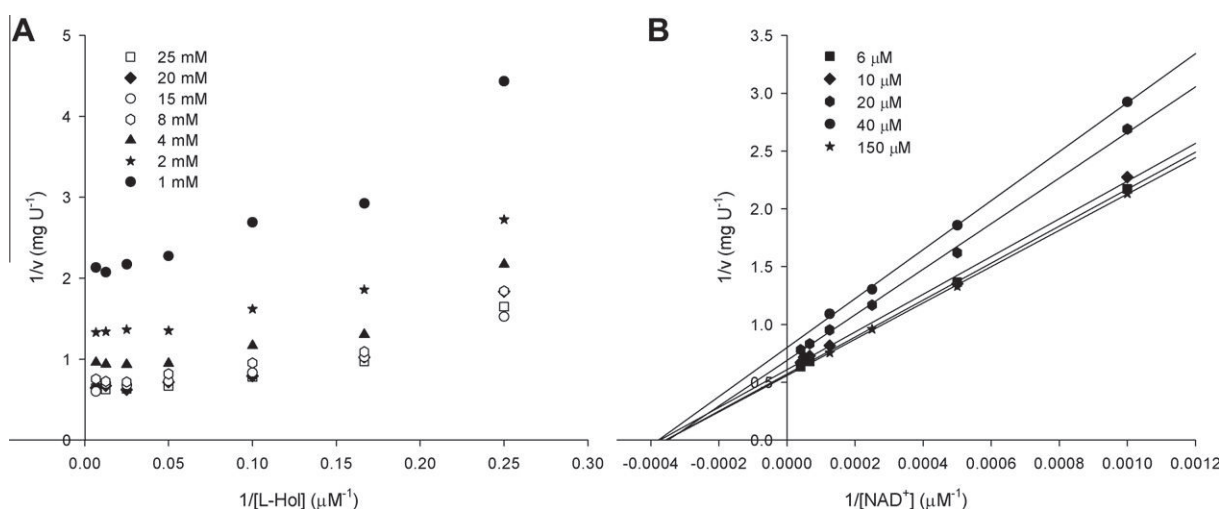 A
5
4
3
2
1
0
1/v (mg U⁻¹)
25 mM
20 mM
15 mM
8 mM
4 mM
2 mM
1 mM
0.00 0.05 0.10 0.15 0.20 0.25 0.30
1/[L-Hol] (μM⁻¹)
B
3.5
3.0
2.5
2.0
1.5
1.0
0.5
0.0
1/v (mg U⁻¹)
6 μM
10 μM
20 μM
40 μM
150 μM
-0.0004 -0.0002 0.0000 0.0002 0.0004 0.0006 0.0008 0.0010 0.0012
1/[NAD⁺] (μM⁻¹)